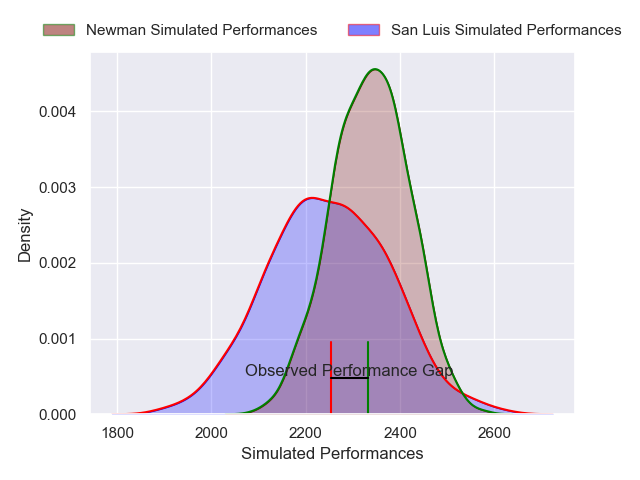 Newman Simulated Performances
San Luis Simulated Performances
0.004
0.003
0.002
0.001
0.000
Density
Observed Performance Gap
1800
2000
2200
2400
2600
Simulated Performances